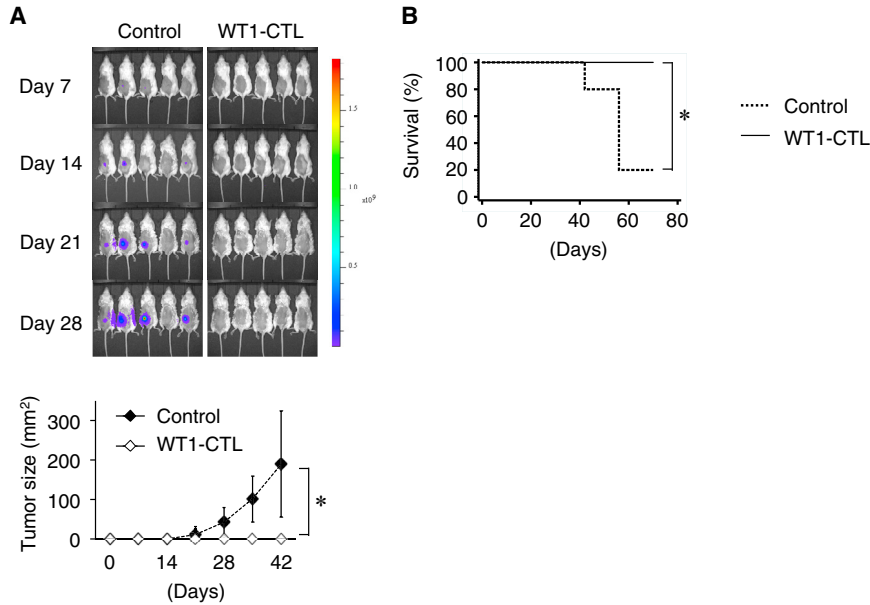 A
Control
WT1-CTL
Day 7
Day 14
Day 21
Day 28
1.5
1.0
x10⁹
0.5
Tumor size (mm²)
300
200
100
0
Control
WT1-CTL
*
0 14 28 42
(Days)
B
Survival (%)
100
80
60
40
20
0
*
0 20 40 60 80
(Days)
Control
WT1-CTL